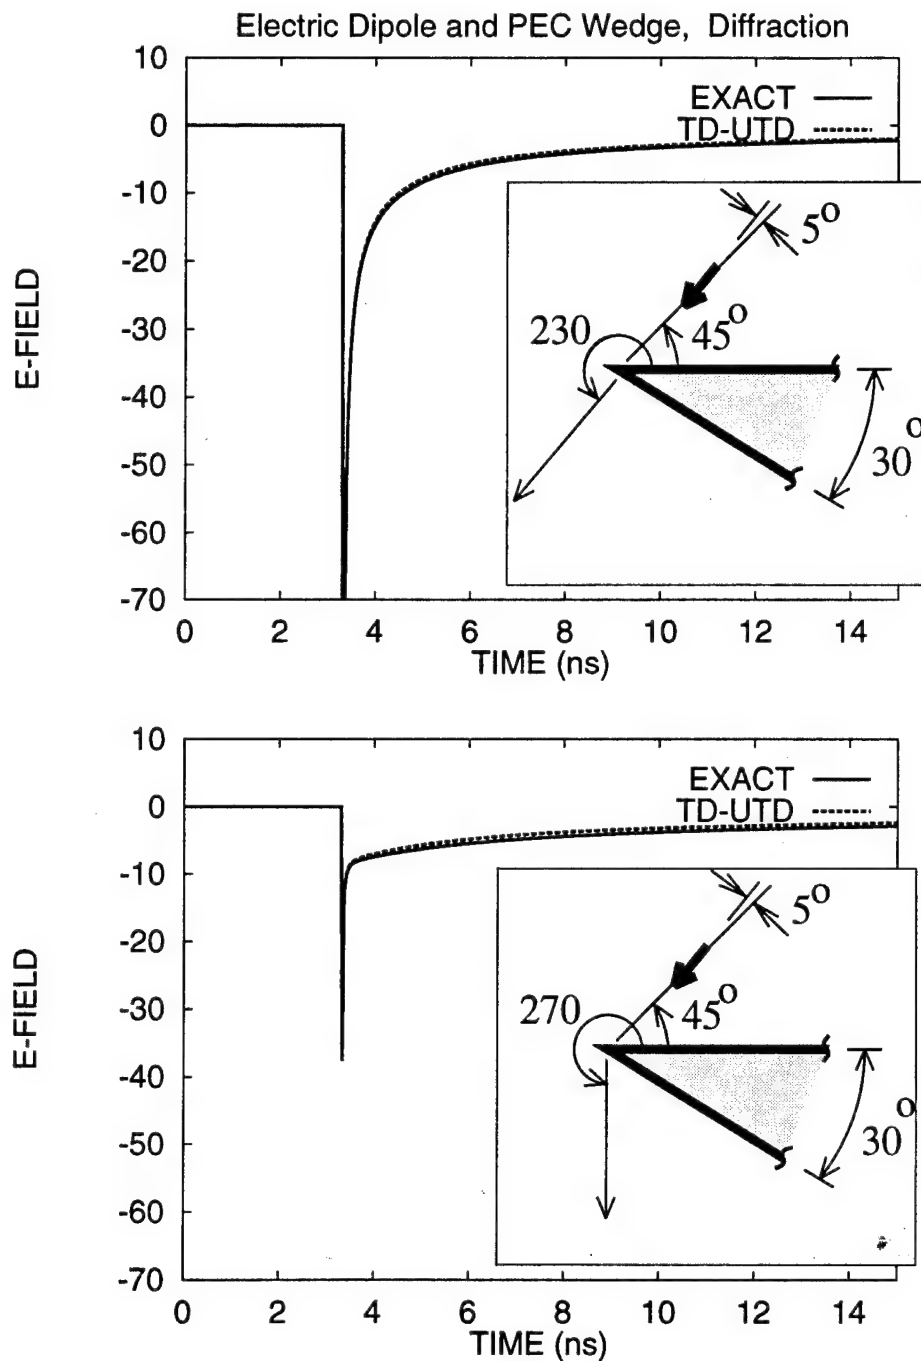 Electric Dipole and PEC Wedge, Diffraction
10
0
-10
-20
-30
-40
-50
-60
-70
E-FIELD
EXACT
TD-UTD
5°
230
45°
30°
0 2 4 6 8 10 12 14
TIME (ns)
10
0
-10
-20
-30
-40
-50
-60
-70
E-FIELD
EXACT
TD-UTD
5°
270
45°
30°
0 2 4 6 8 10 12 14
TIME (ns)